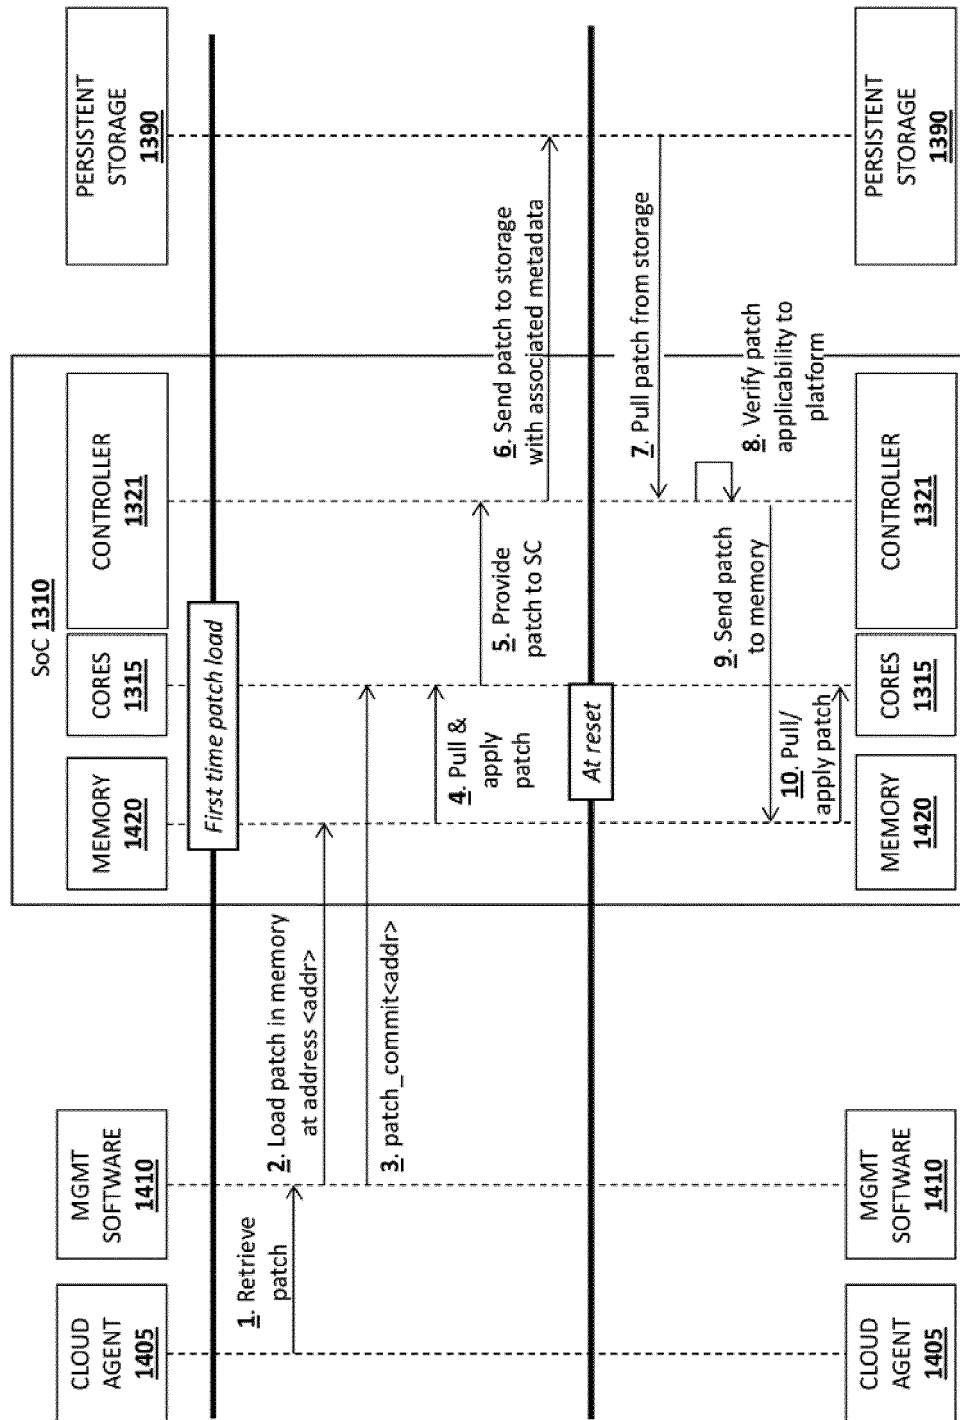 CLOUD
AGENT
1405
MGMT
SOFTWARE
1410
SoC 1310
MEMORY
1420
CORES
1315
CONTROLLER
1321
PERSISTENT
STORAGE
1390
First time patch load
1. Retrieve
patch
2. Load patch in memory
at address <addr>
3. patch_commit<addr>
4. Pull &
apply
patch
5. Provide
patch to SC
6. Send patch to storage
with associated metadata
At reset
7. Pull patch from storage
8. Verify patch
applicability to
platform
9. Send patch
to memory
10. Pull/
apply patch
CLOUD
AGENT
1405
MGMT
SOFTWARE
1410
MEMORY
1420
CORES
1315
CONTROLLER
1321
PERSISTENT
STORAGE
1390